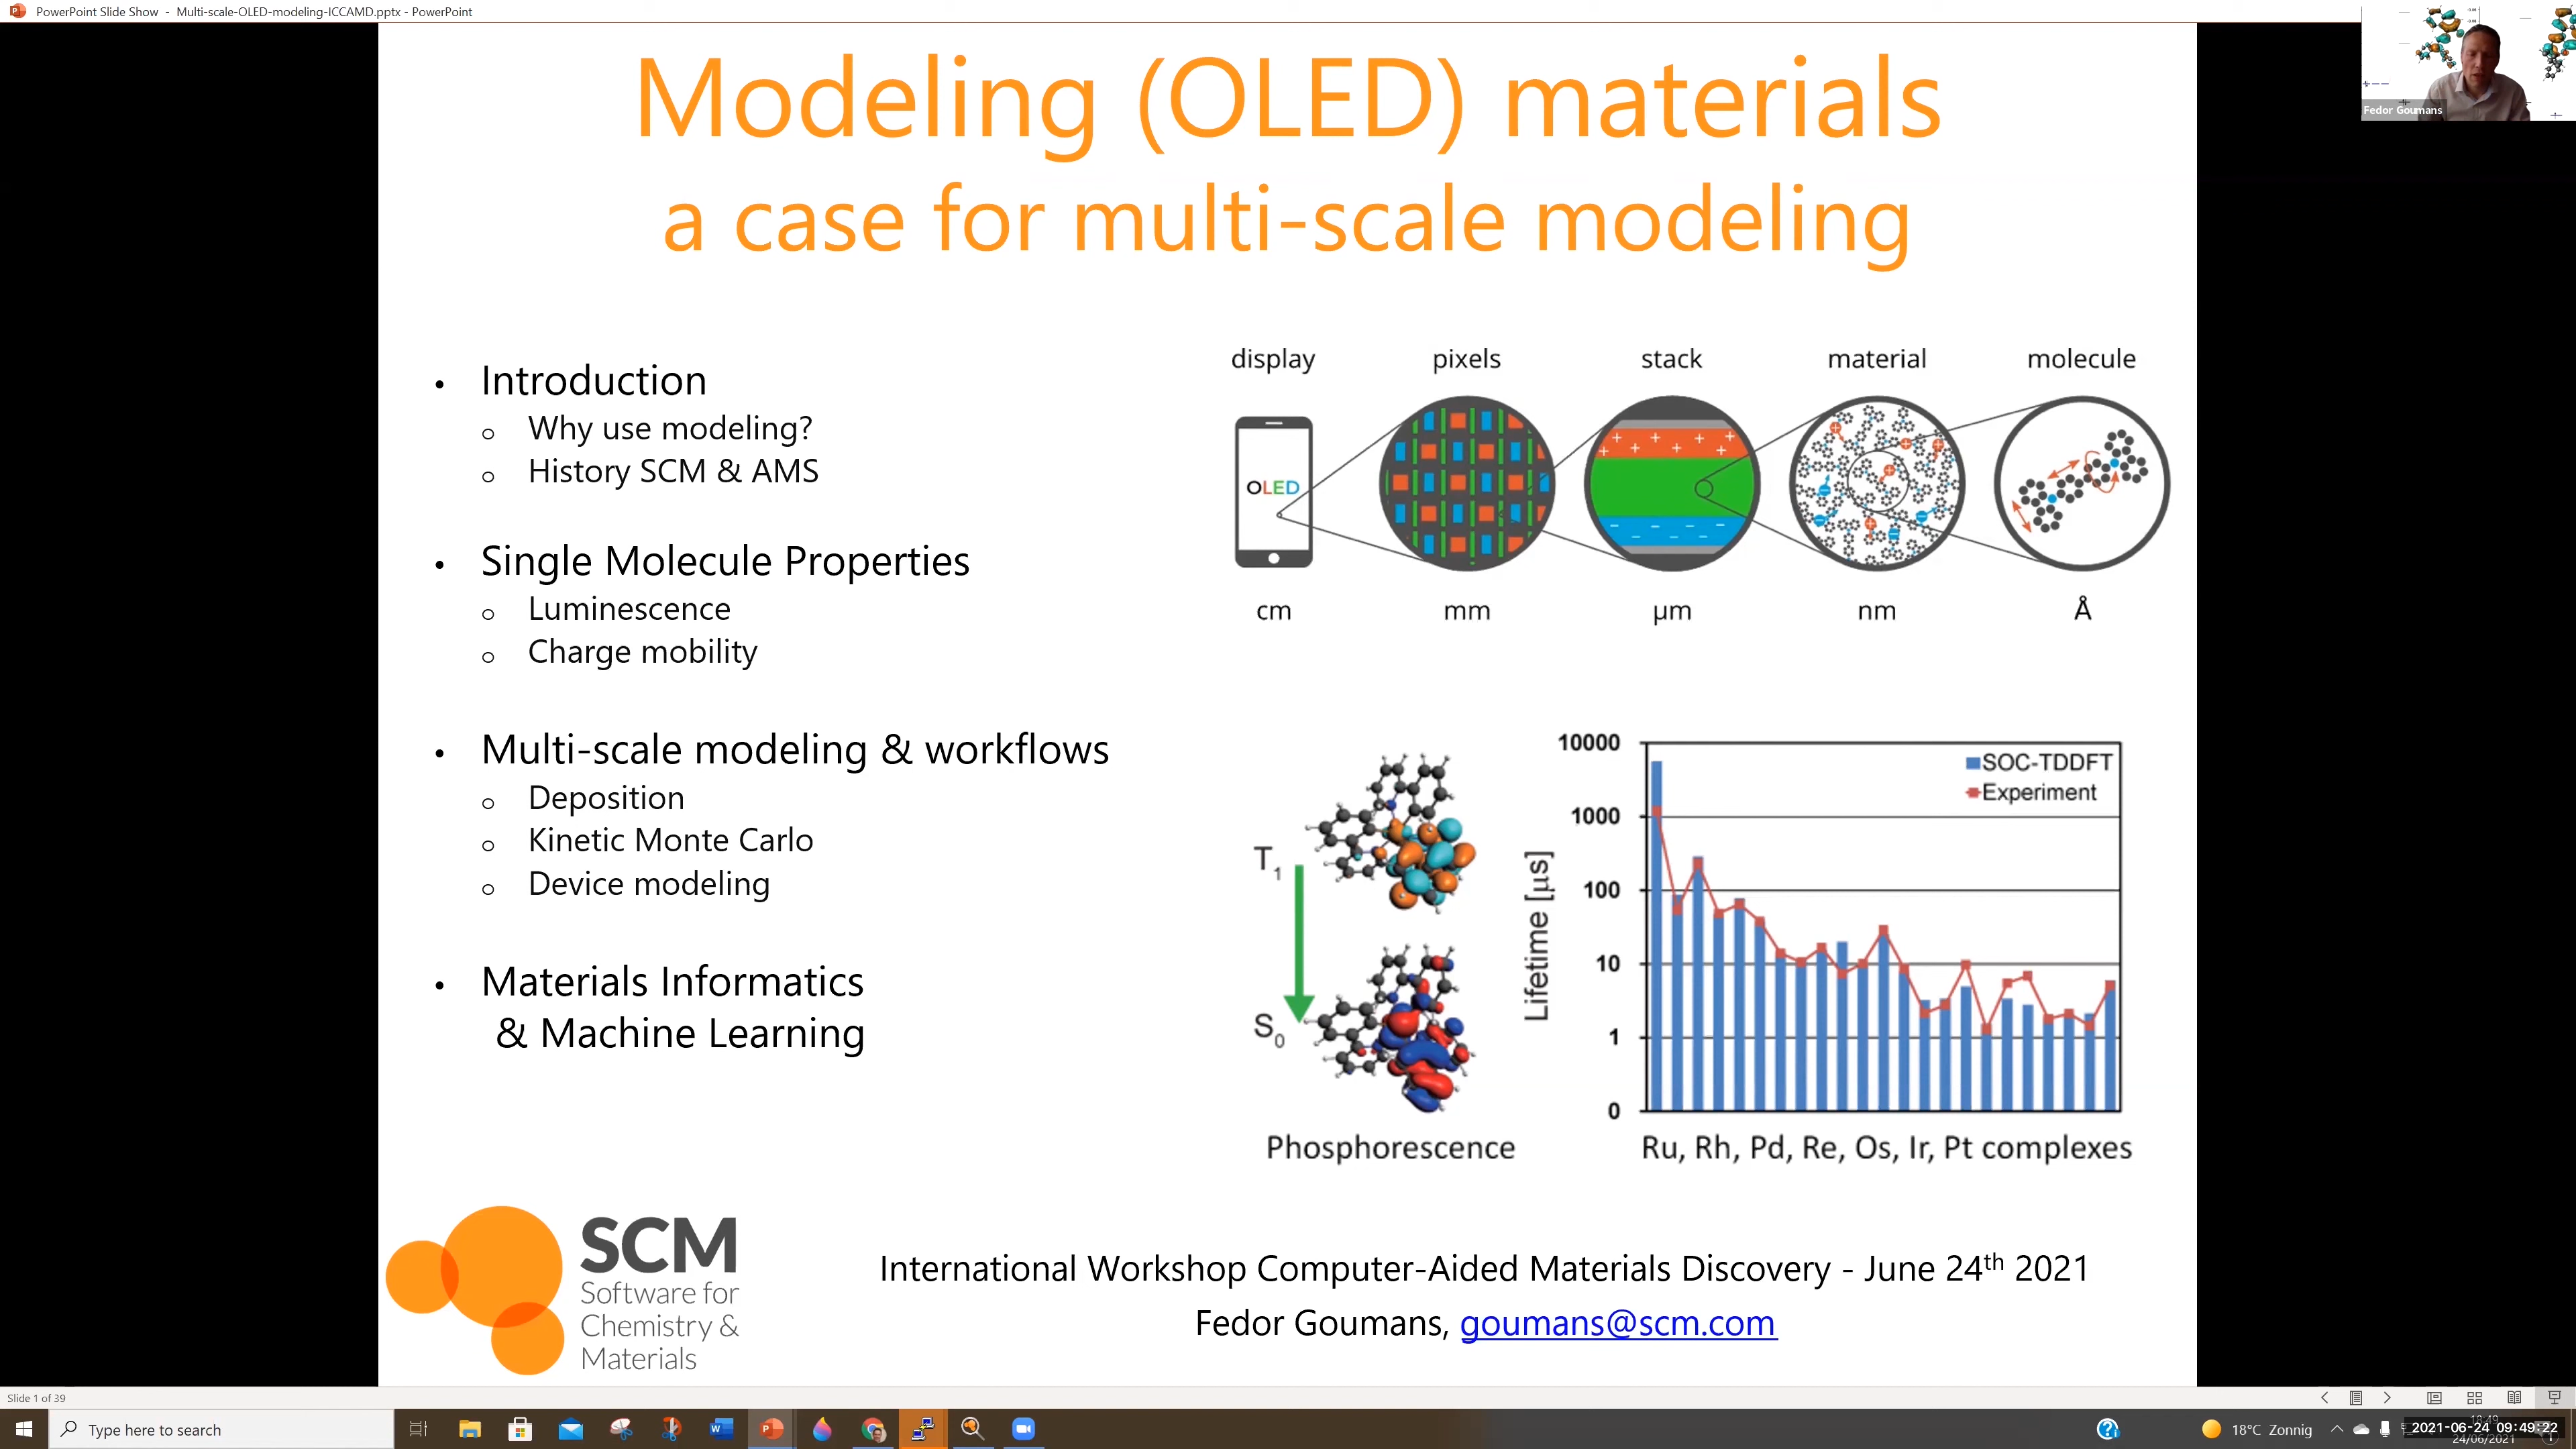 PowerPoint Slide Show - Multi-scale-OLED-modeling-ICCAMD.pptx - PowerPoint
Fedor Goumans
Modeling (OLED) materials
a case for multi-scale modeling
• Introduction
o Why use modeling?
o History SCM & AMS
• Single Molecule Properties
o Luminescence
o Charge mobility
• Multi-scale modeling & workflows
o Deposition
o Kinetic Monte Carlo
o Device modeling
• Materials Informatics
& Machine Learning
display pixels stack material molecule
OLED
cm mm µm nm Å
T1
S0
Phosphorescence
Lifetime [µs]
10000
1000
100
10
1
0
SOC-TDDFT
Experiment
Ru, Rh, Pd, Re, Os, Ir, Pt complexes
SCM
Software for
Chemistry &
Materials
International Workshop Computer-Aided Materials Discovery - June 24th 2021
Fedor Goumans, goumans@scm.com
Slide 1 of 39
Type here to search
18°C Zonnig
2021-06-24 09:49:22
24/06/2021